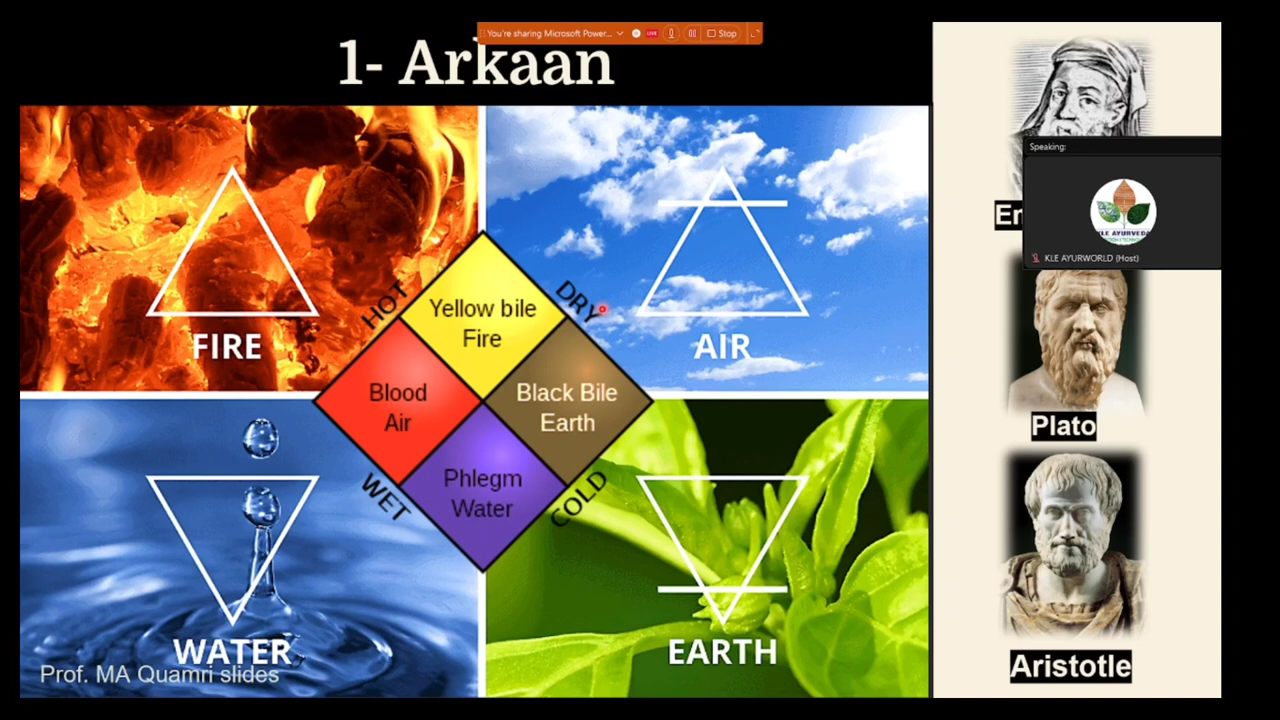 You're sharing Microsoft Power...
LIVE
Stop
1- Arkaan
FIRE
AIR
HOT
DRY
Yellow bile
Fire
Blood
Air
Black Bile
Earth
Phlegm
Water
WET
COLD
WATER
EARTH
Prof. MA Quamri slides
Speaking:
KLE AYURWORLD (Host)
Plato
Aristotle